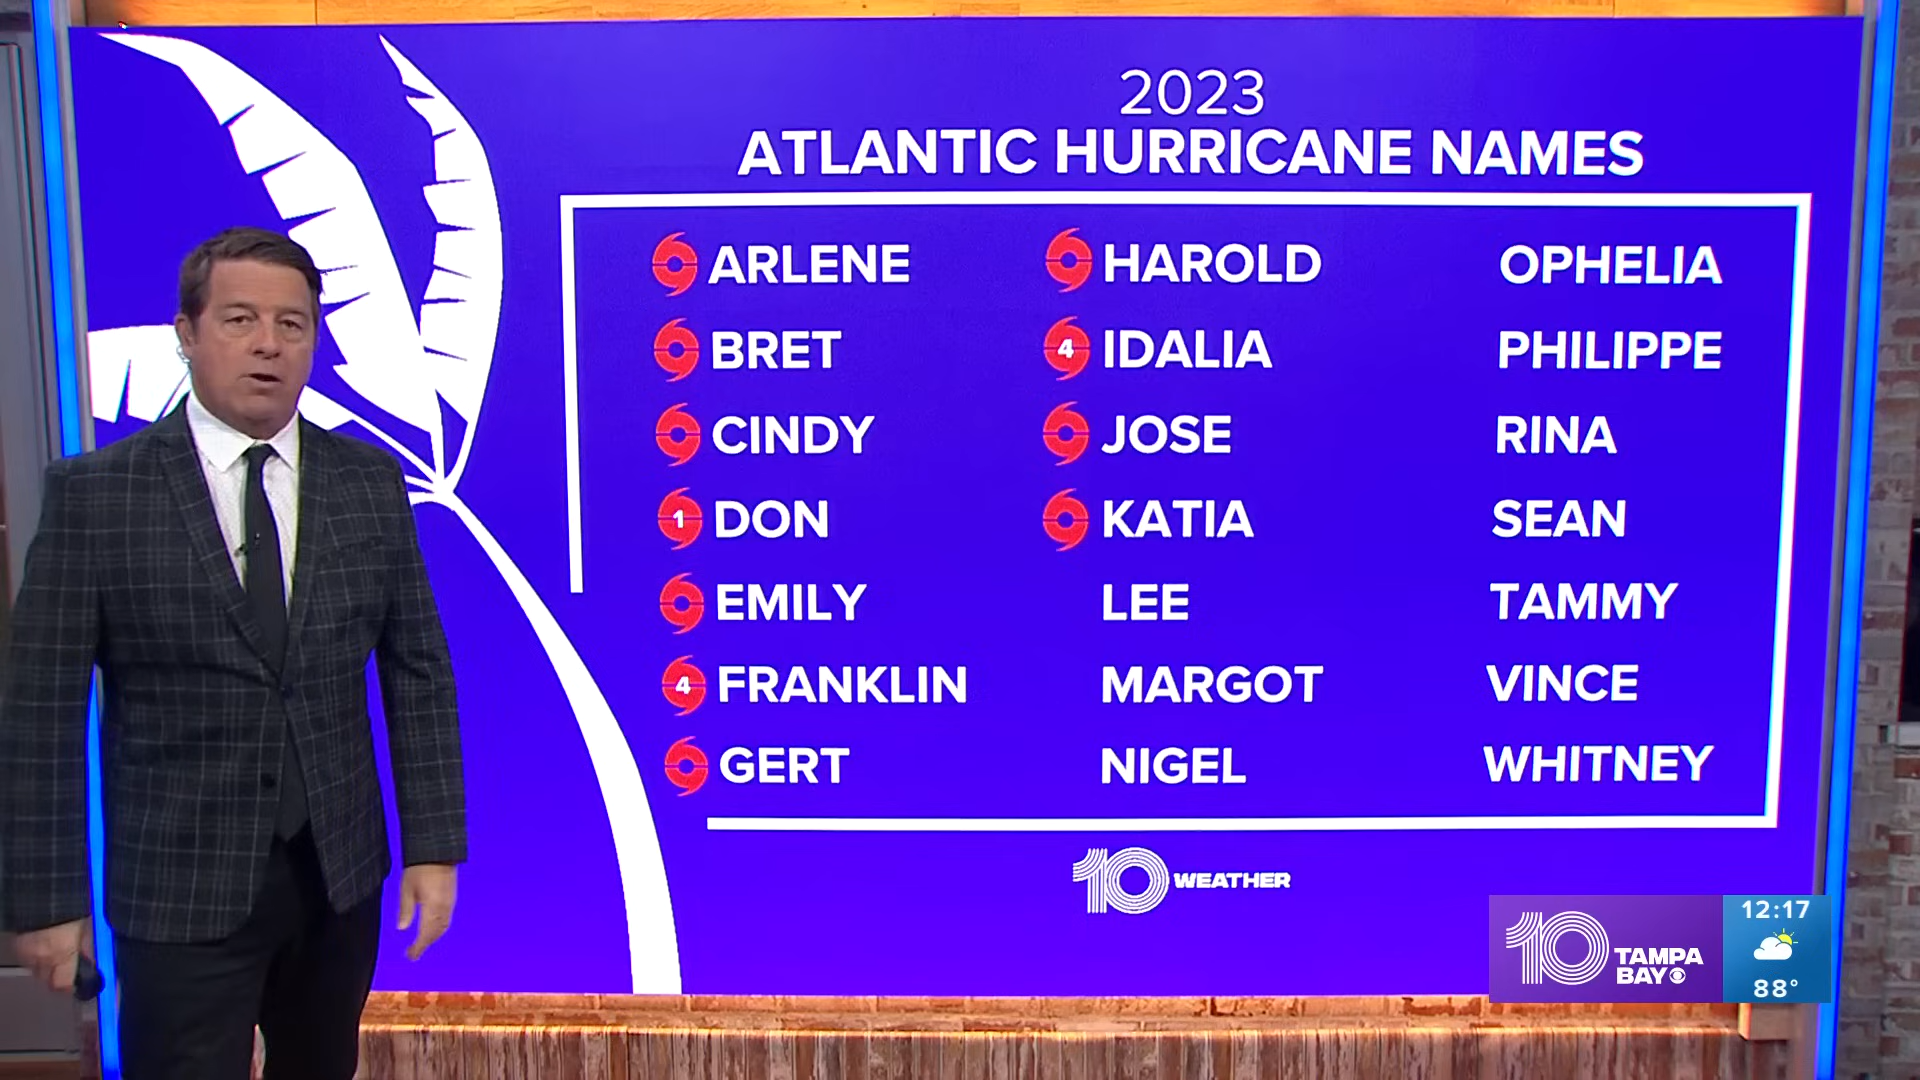 2023
ATLANTIC HURRICANE NAMES
ARLENE
BRET
CINDY
1 DON
EMILY
4 FRANKLIN
GERT
HAROLD
4 IDALIA
JOSE
KATIA
LEE
MARGOT
NIGEL
OPHELIA
PHILIPPE
RINA
SEAN
TAMMY
VINCE
WHITNEY
10 WEATHER
10 TAMPA
BAY
12:17
88°